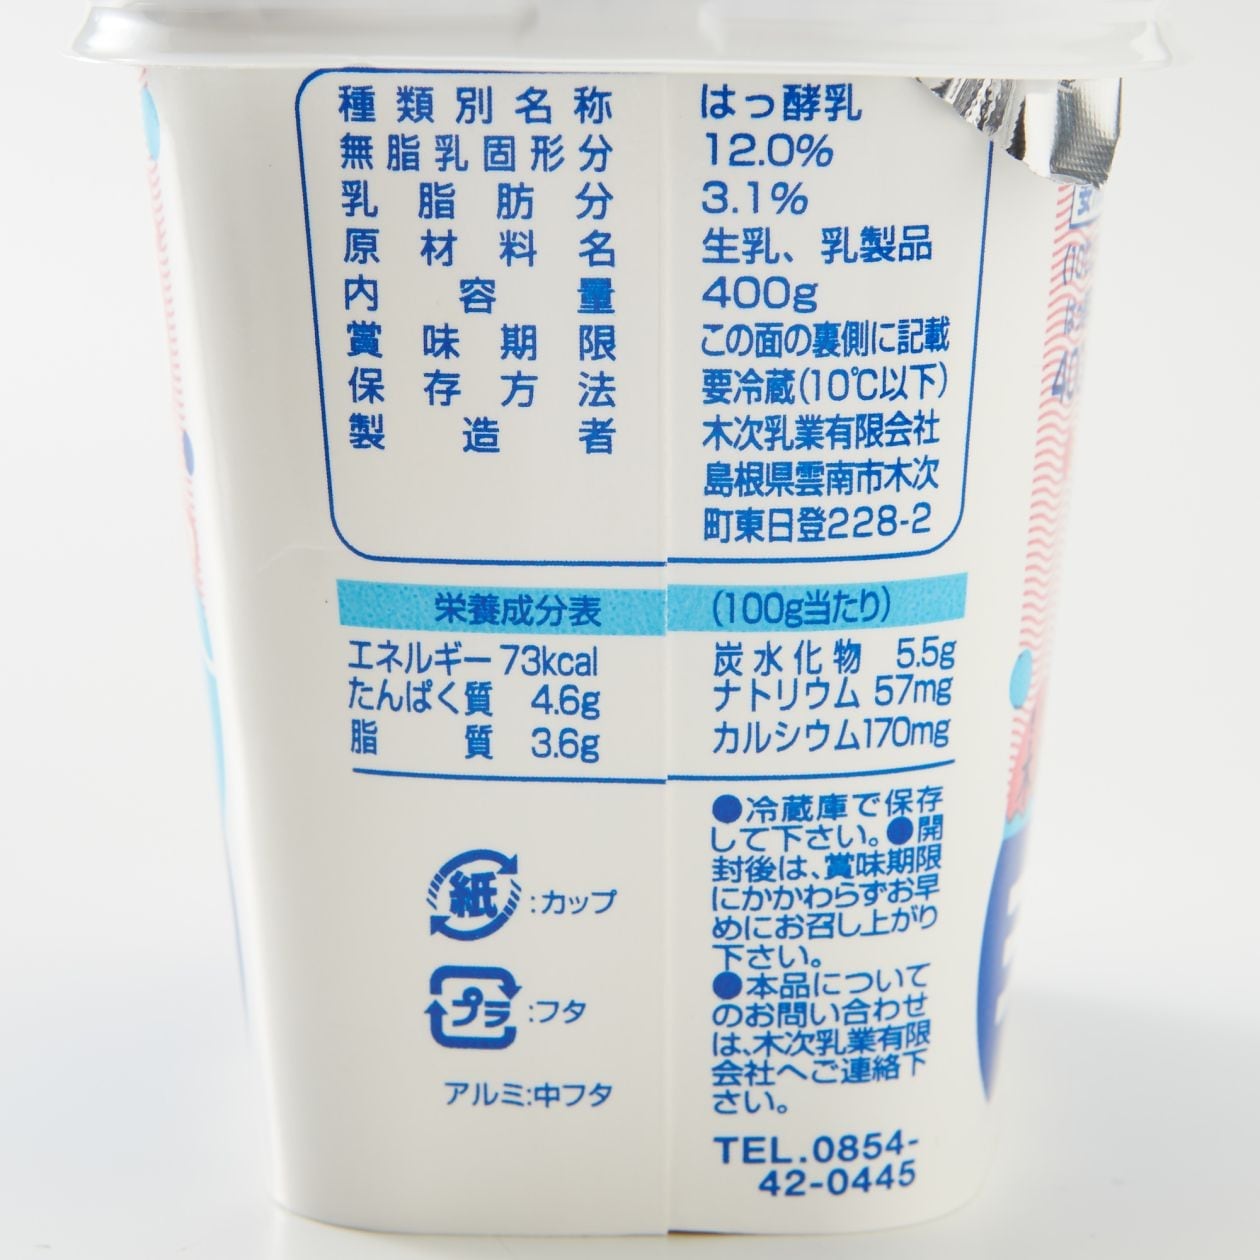 種類別名称 はっ酵乳
無脂乳固形分 12.0%
乳脂肪分 3.1%
原材料名 生乳、乳製品
内容量 400g
賞味期限 この面の裏側に記載
保存方法 要冷蔵(10℃以下)
製造者 木次乳業有限会社
島根県雲南市木次
町東日登228-2
栄養成分表 (100g当たり)
エネルギー 73kcal 炭水化物 5.5g
たんぱく質 4.6g ナトリウム 57mg
脂質 3.6g カルシウム170mg
紙 :カップ
プラ :フタ
アルミ:中フタ
●冷蔵庫で保存
して下さい。●開
封後は、賞味期限
にかかわらずお早
めにお召し上がり
下さい。
●本品について
のお問い合わせ
は、木次乳業有限
会社へご連絡下
さい。
TEL.0854-
42-0445